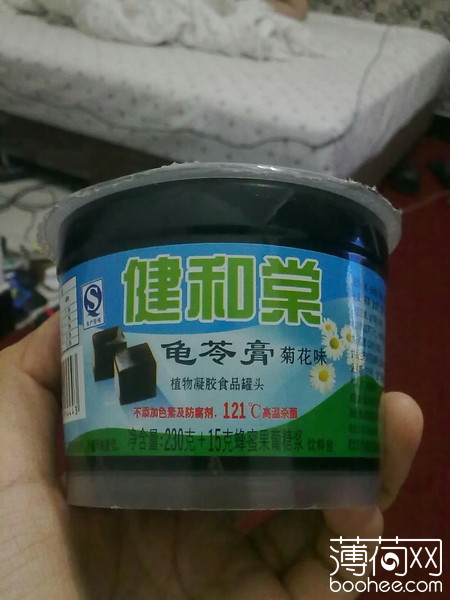 健和棠
龟苓膏 菊花味
植物凝胶食品罐头
不添加色素及防腐剂,121℃高温杀菌
净含量:230克+15克蜂蜜果葡糖浆
薄荷网
boohee.com